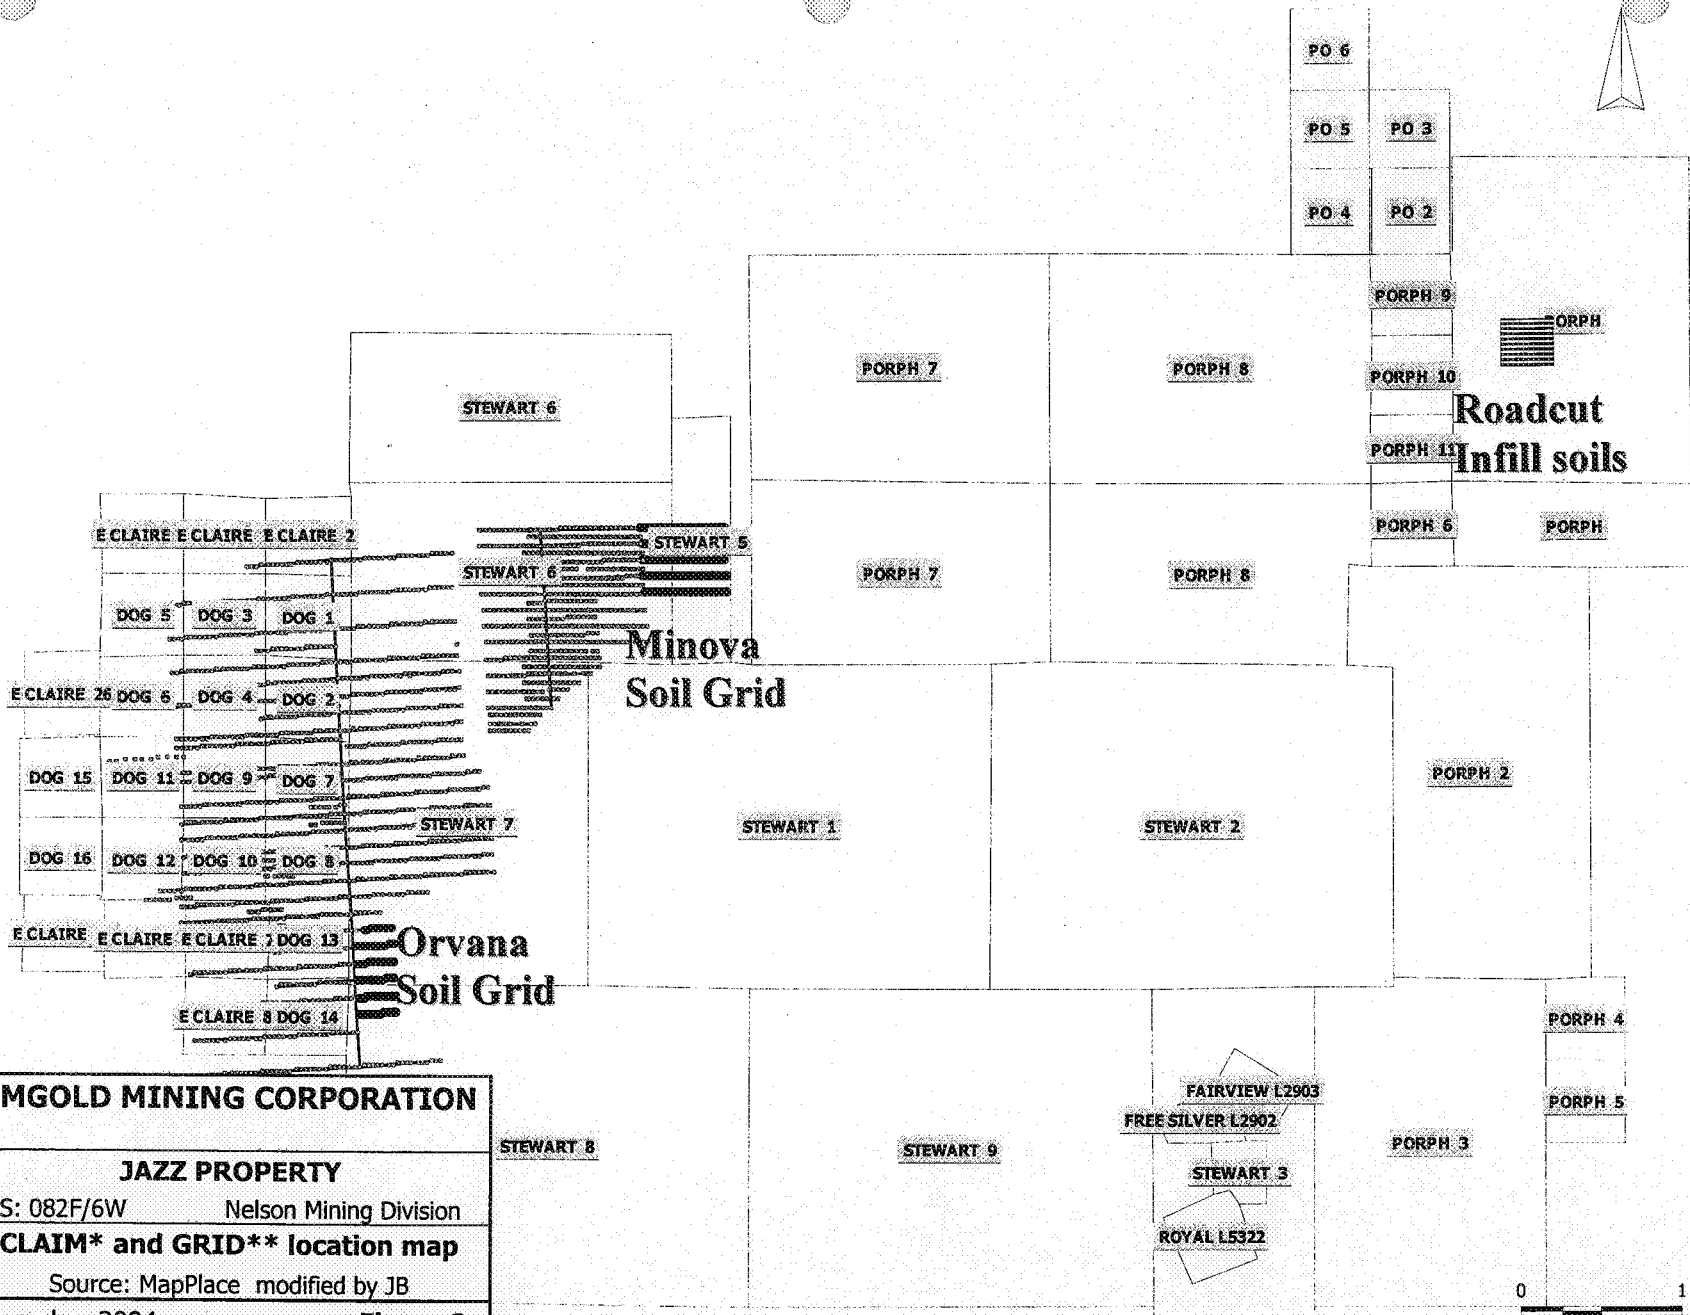 PO 6
PO 5
PO 3
PO 4
PO 2
PORPH 9
ORPH
PORPH 7
PORPH 8
PORPH 10
STEWART 6
Roadcut
Infill soils
PORPH 11
E CLAIRE
E CLAIRE
E CLAIRE 2
STEWART 5
PORPH 6
PORPH
STEWART 6
PORPH 7
PORPH 8
DOG 5
DOG 3
DOG 1
Minova
Soil Grid
E CLAIRE 26
DOG 6
DOG 4
DOG 2
DOG 15
DOG 11
DOG 9
DOG 7
PORPH 2
STEWART 7
STEWART 1
STEWART 2
DOG 16
DOG 12
DOG 10
DOG 8
E CLAIRE
E CLAIRE
E CLAIRE
DOG 13
Orvana
Soil Grid
E CLAIRE 8
DOG 14
PORPH 4
PORPH 5
FAIRVIEW L2903
FREE SILVER L2902
STEWART 8
STEWART 9
PORPH 3
STEWART 3
ROYAL L5322
MGOLD MINING CORPORATION
JAZZ PROPERTY
S: 082F/6W Nelson Mining Division
CLAIM* and GRID** location map
Source: MapPlace modified by JB
0 1